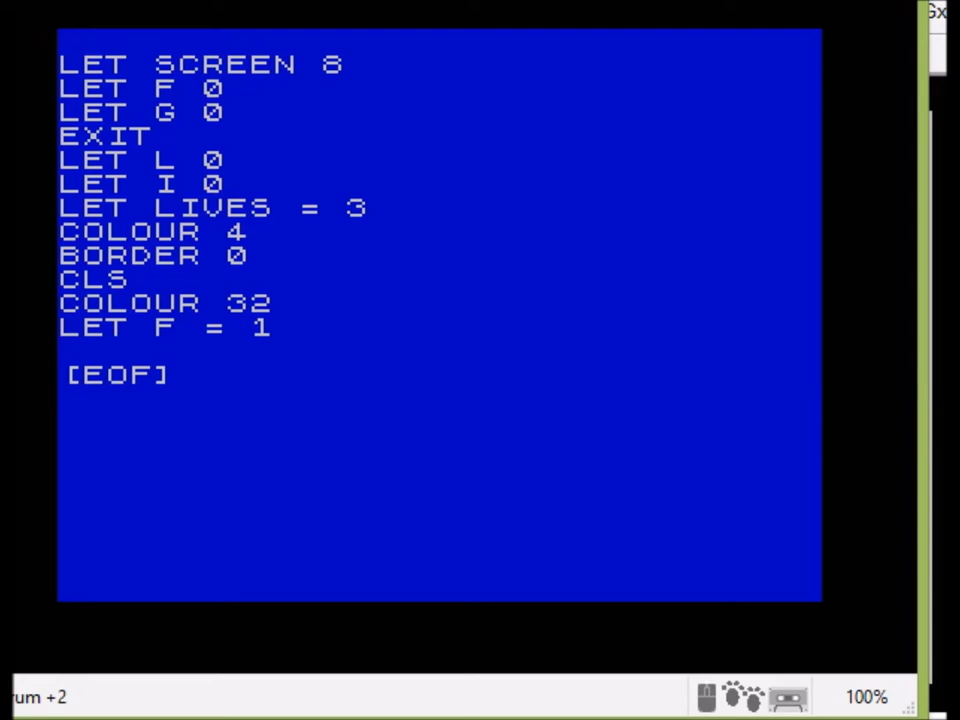 Gx
LET SCREEN 8
LET F 0
LET G 0
EXIT
LET L 0
LET I 0
LET LIVES = 3
COLOUR 4
BORDER 0
CLS
COLOUR 32
LET F = 1
[EOF]
um +2
100%